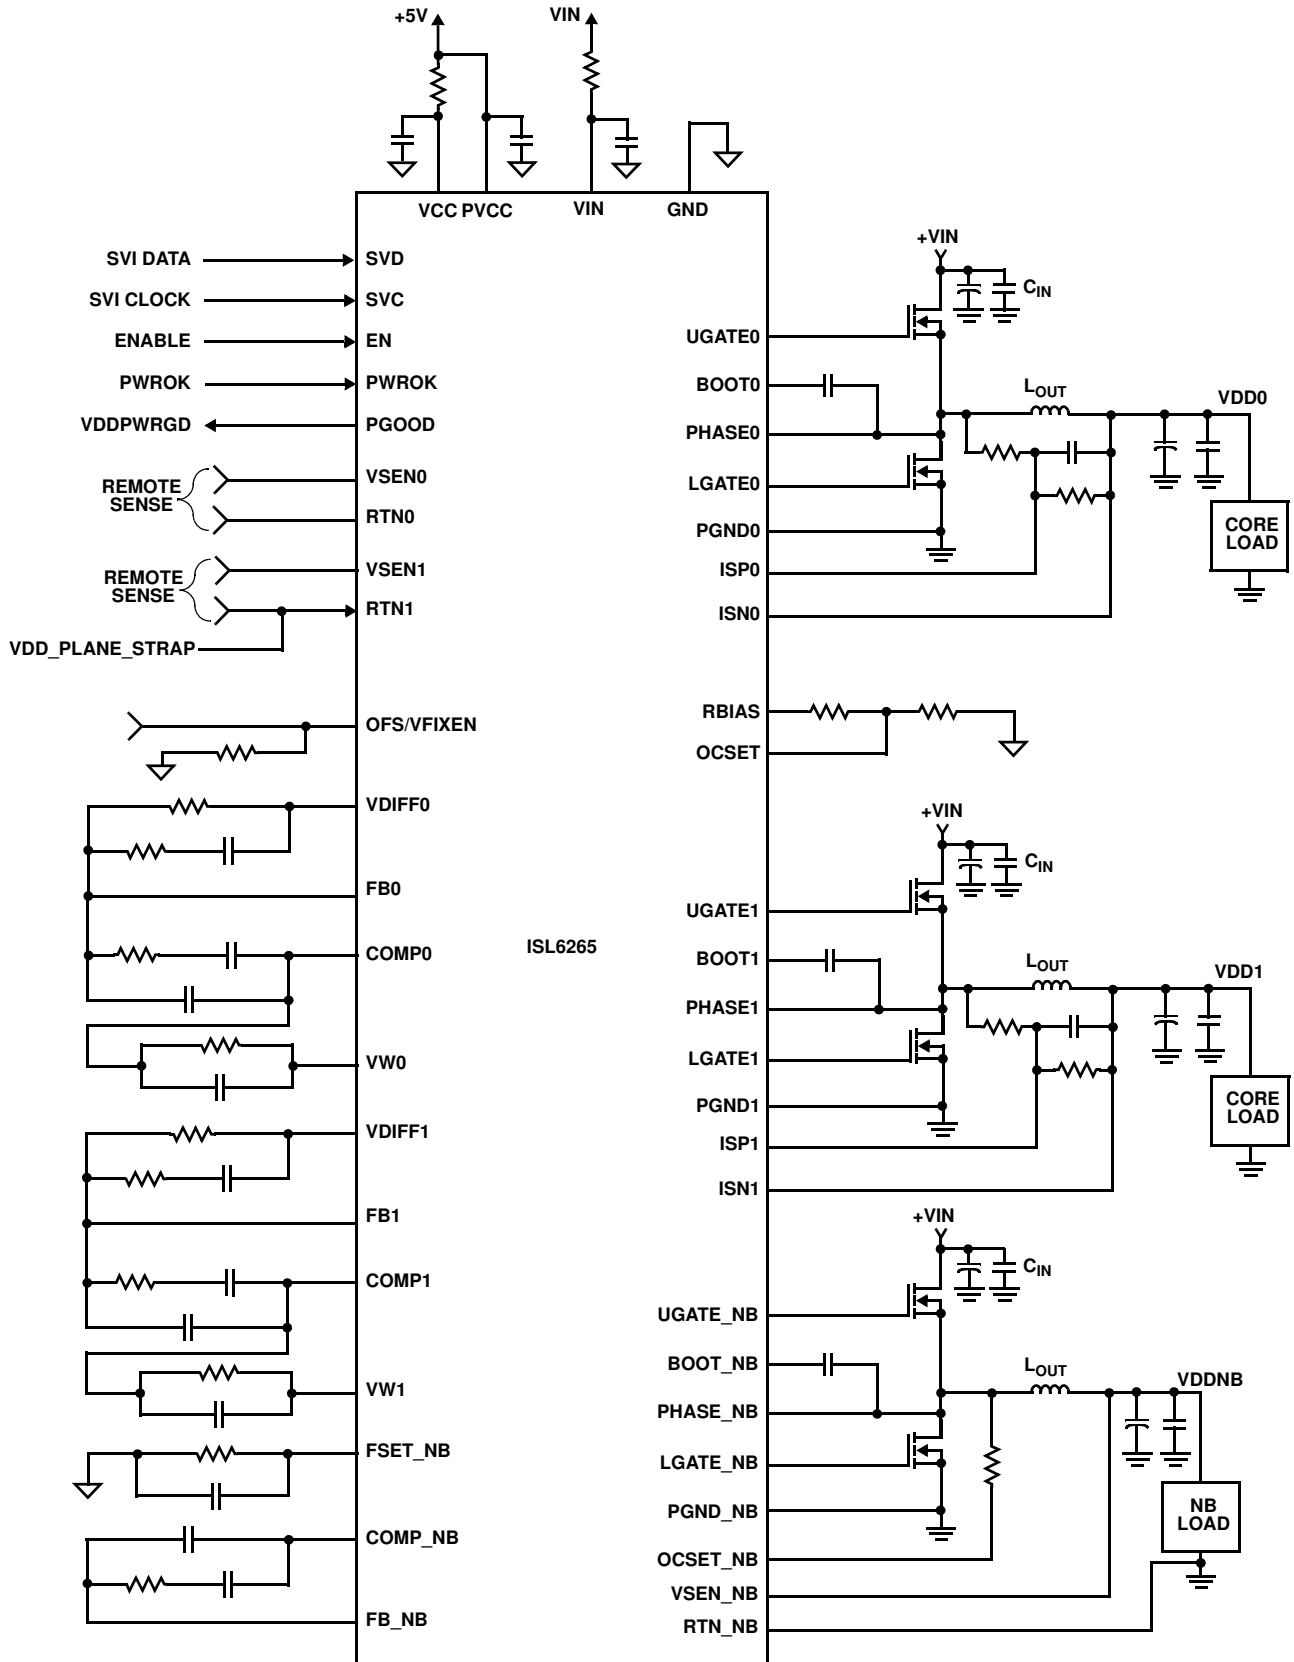 +5V
VIN
VCC PVCC
VIN
GND
SVI DATA
SVD
SVI CLOCK
SVC
ENABLE
EN
PWROK
PWROK
VDDPWRGD
PGOOD
REMOTE
SENSE
VSEN0
RTN0
REMOTE
SENSE
VSEN1
RTN1
VDD_PLANE_STRAP
OFS/VFIXEN
VDIFF0
FB0
COMP0
VW0
VDIFF1
FB1
COMP1
VW1
FSET_NB
COMP_NB
FB_NB
ISL6265
+VIN
CIN
UGATE0
BOOT0
LOUT
VDD0
PHASE0
LGATE0
PGND0
CORE
LOAD
ISP0
ISN0
RBIAS
OCSET
+VIN
CIN
UGATE1
BOOT1
LOUT
VDD1
PHASE1
LGATE1
PGND1
CORE
LOAD
ISP1
ISN1
+VIN
CIN
UGATE_NB
BOOT_NB
LOUT
VDDNB
PHASE_NB
LGATE_NB
PGND_NB
NB
LOAD
OCSET_NB
VSEN_NB
RTN_NB